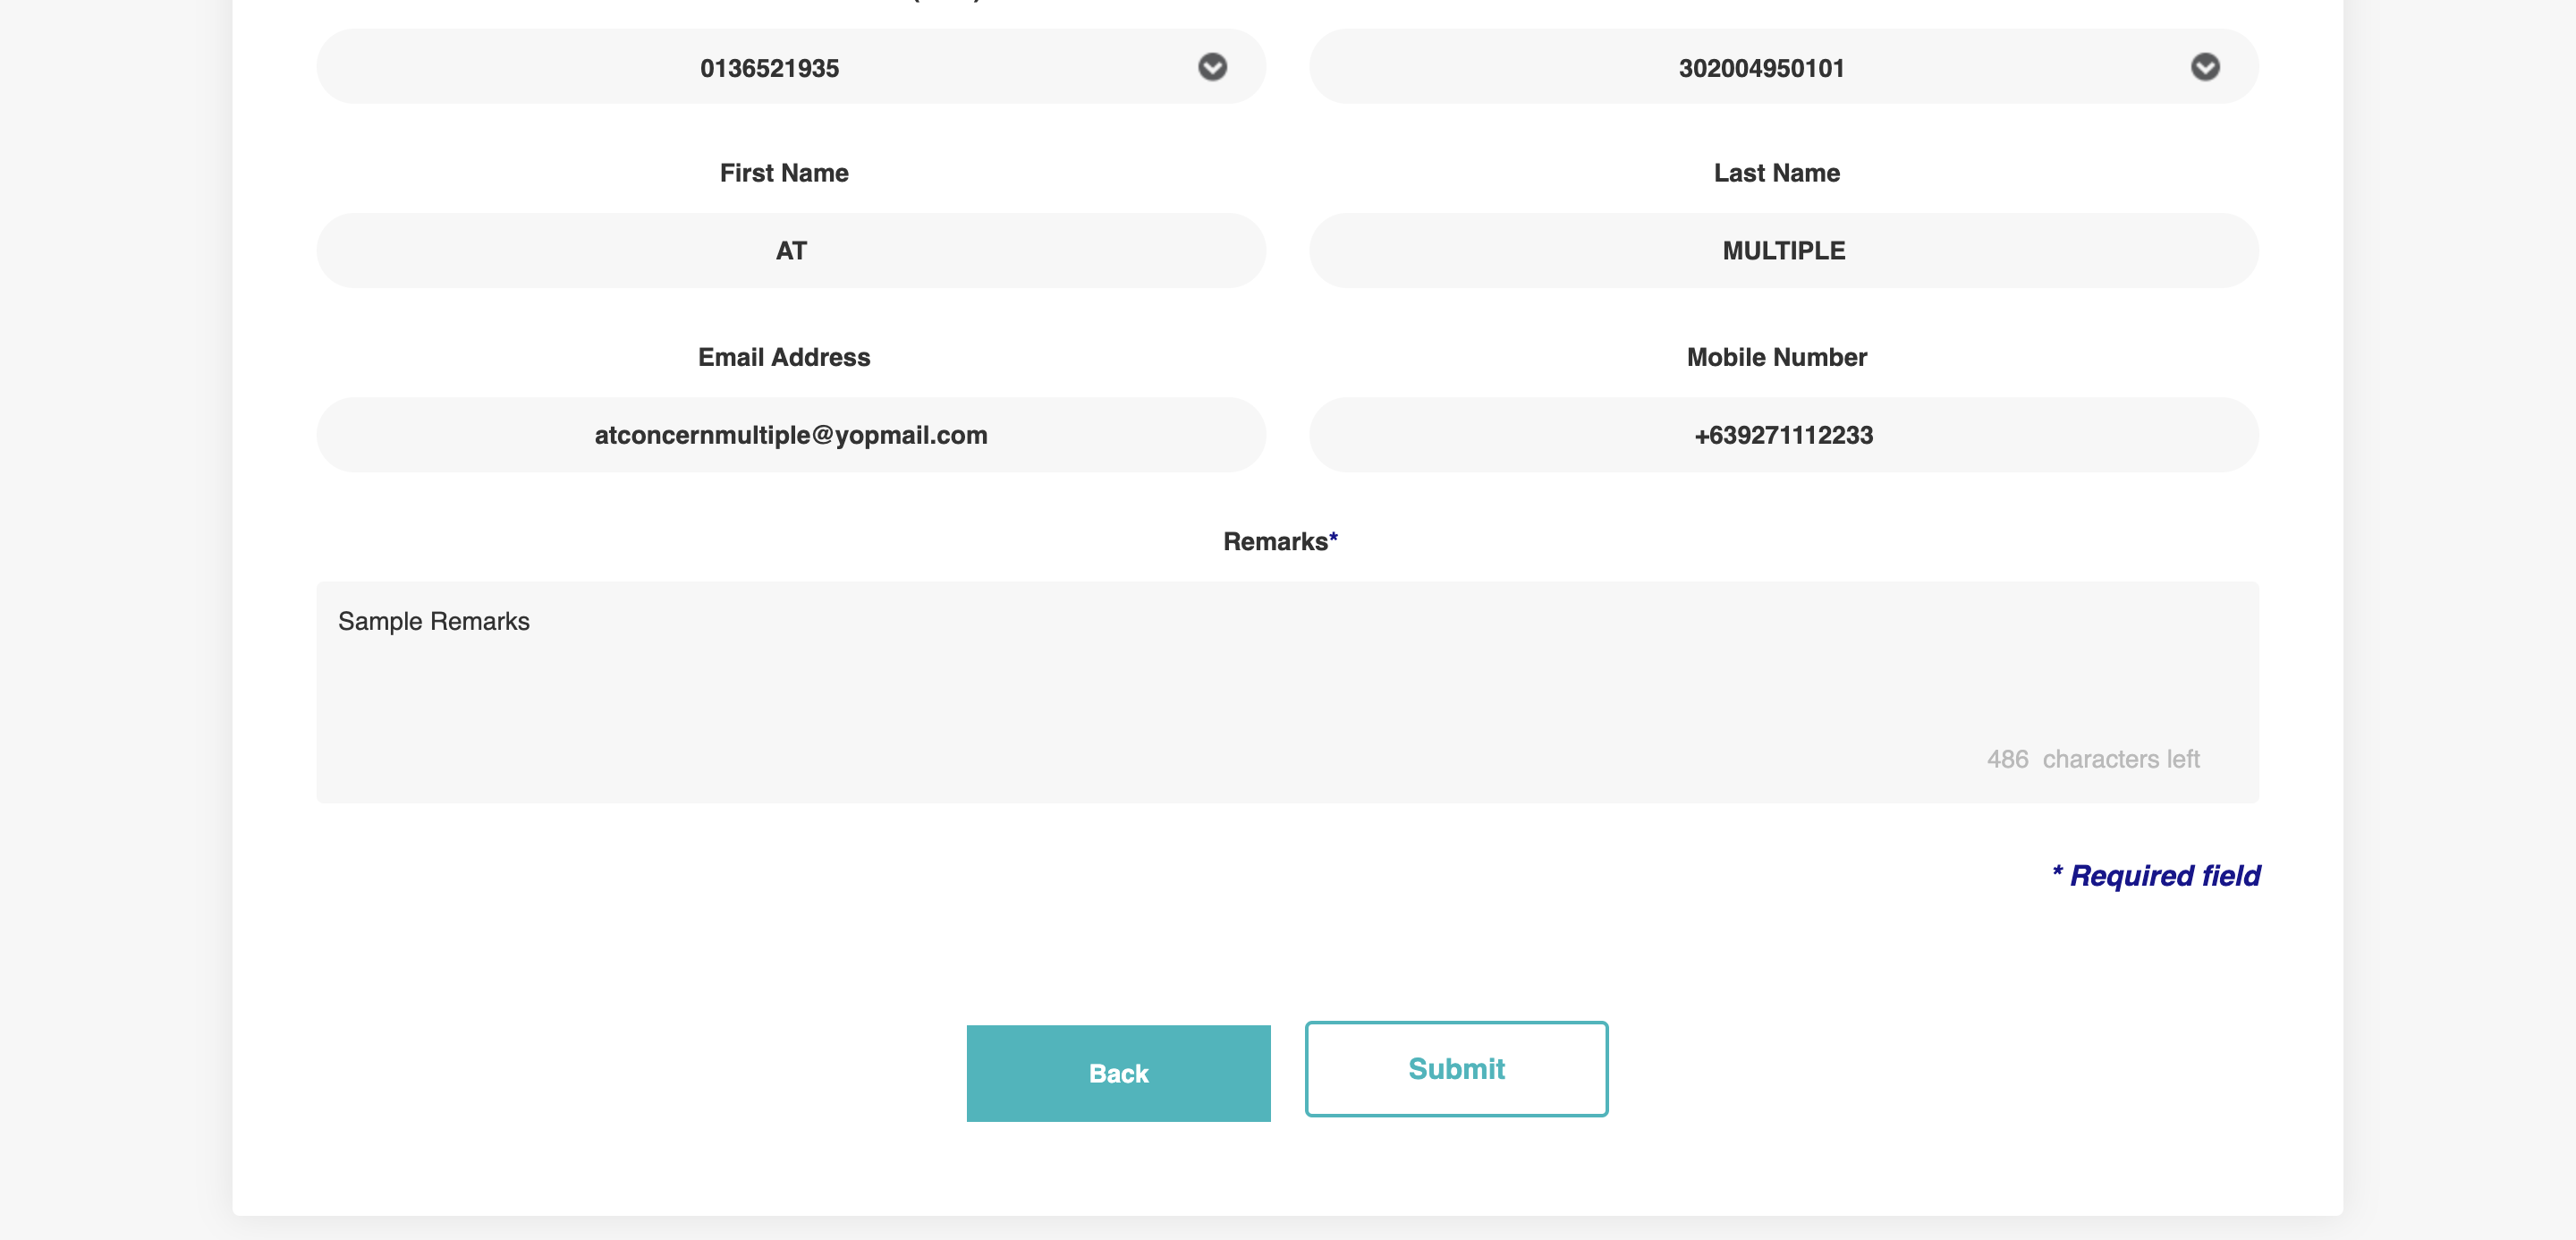 0136521935
302004950101
First Name
Last Name
AT
MULTIPLE
Email Address
Mobile Number
atconcernmultiple@yopmail.com
+639271112233
Remarks*
Sample Remarks
486 characters left
* Required field
Back
Submit